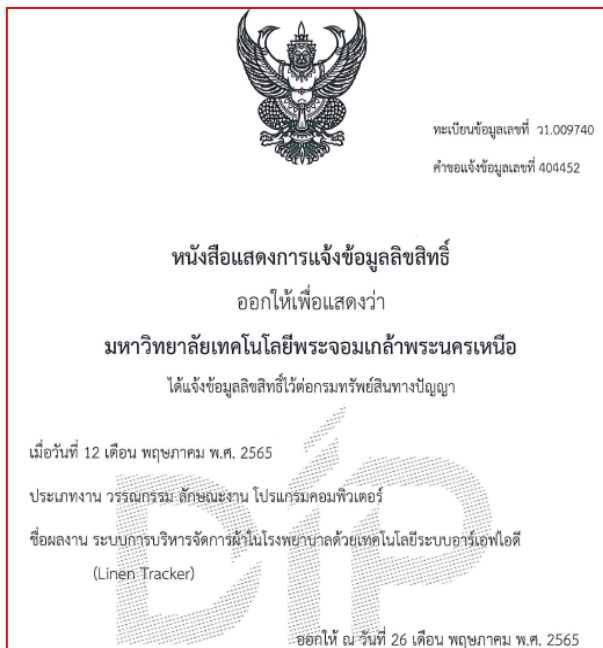 ทะเบียนข้อมูลเลขที่ ว1.009740
คำขอแจ้งข้อมูลเลขที่ 404452
หนังสือแสดงการแจ้งข้อมูลลิขสิทธิ์
ออกให้เพื่อแสดงว่า
มหาวิทยาลัยเทคโนโลยีพระจอมเกล้าพระนครเหนือ
ได้แจ้งข้อมูลลิขสิทธิ์ไว้ต่อกรมทรัพย์สินทางปัญญา
เมื่อวันที่ 12 เดือน พฤษภาคม พ.ศ. 2565
ประเภทงาน วรรณกรรม ลักษณะงาน โปรแกรมคอมพิวเตอร์
ชื่อผลงาน ระบบการบริหารจัดการผ้าในโรงพยาบาลด้วยเทคโนโลยีระบบอาร์เอฟไอดี
(Linen Tracker)
DIP
ออกให้ ณ วันที่ 26 เดือน พฤษภาคม พ.ศ. 2565